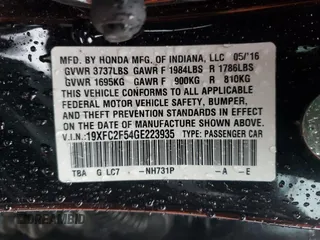 MFD. BY HONDA MFG. OF INDIANA, LLC 05/'16
GVWR 3737LBS GAWR F 1984LBS R 1786LBS
GVWR 1695KG GAWR F 900KG R 810KG
THIS VEHICLE CONFORMS TO ALL APPLICABLE
FEDERAL MOTOR VEHICLE SAFETY, BUMPER,
AND THEFT PREVENTION STANDARDS IN EFFECT
ON THE DATE OF MANUFACTURE SHOWN ABOVE.
V.I.N.: 19XFC2F54GE223935 TYPE: PASSENGER CAR
TBA G LC7 -NH731P -A -E